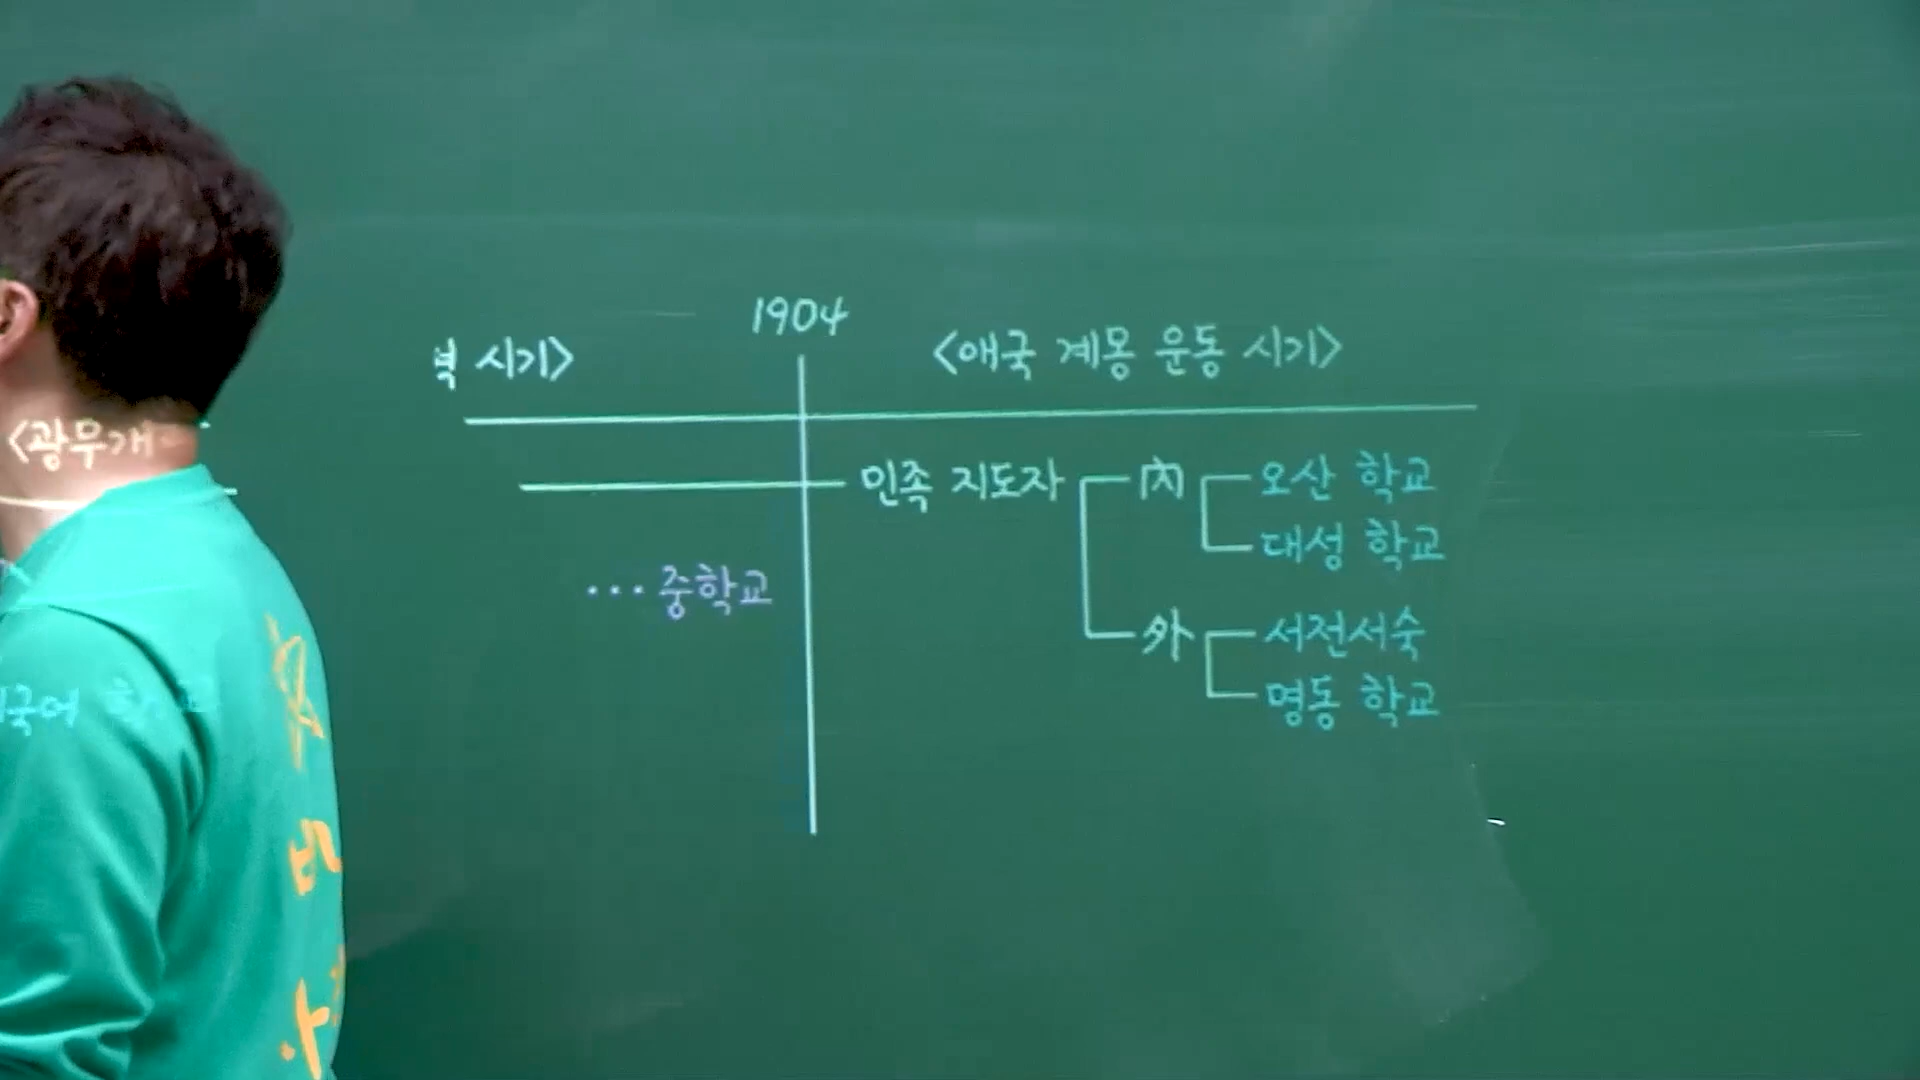 1904
<광무개 시기>
<애국 계몽 운동 시기>
민족 지도자
內
오산 학교
대성 학교
… 중학교
外
서전서숙
명동 학교
국어